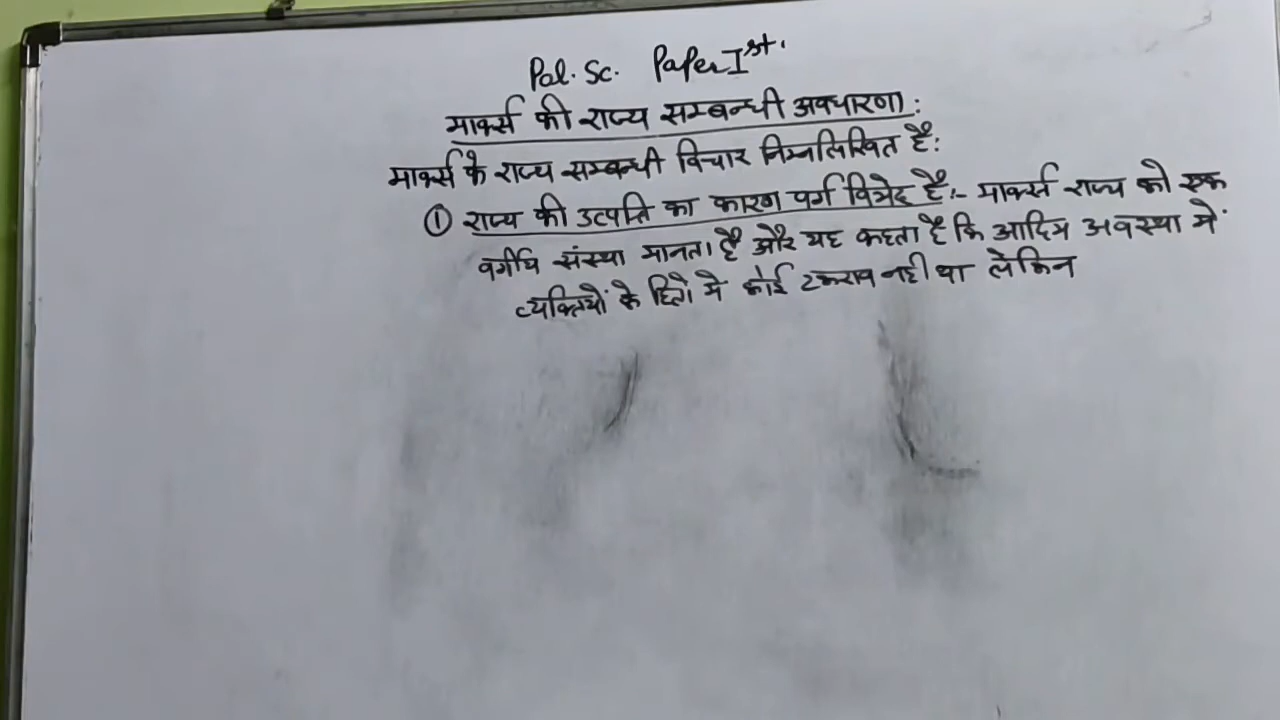 Pol. Sc. Paper Ist.
मार्क्स की राज्य सम्बन्धी अवधारणा :
मार्क्स के राज्य सम्बन्धी विचार निम्नलिखित है:
① राज्य की उत्पत्ति का कारण वर्ग विभेद है:- मार्क्स राज्य को एक
वर्गीय संस्था मानता है और यह कहता है कि आदिम अवस्था में
व्यक्तियों के हितों मे कोई टकराव नही था लेकिन